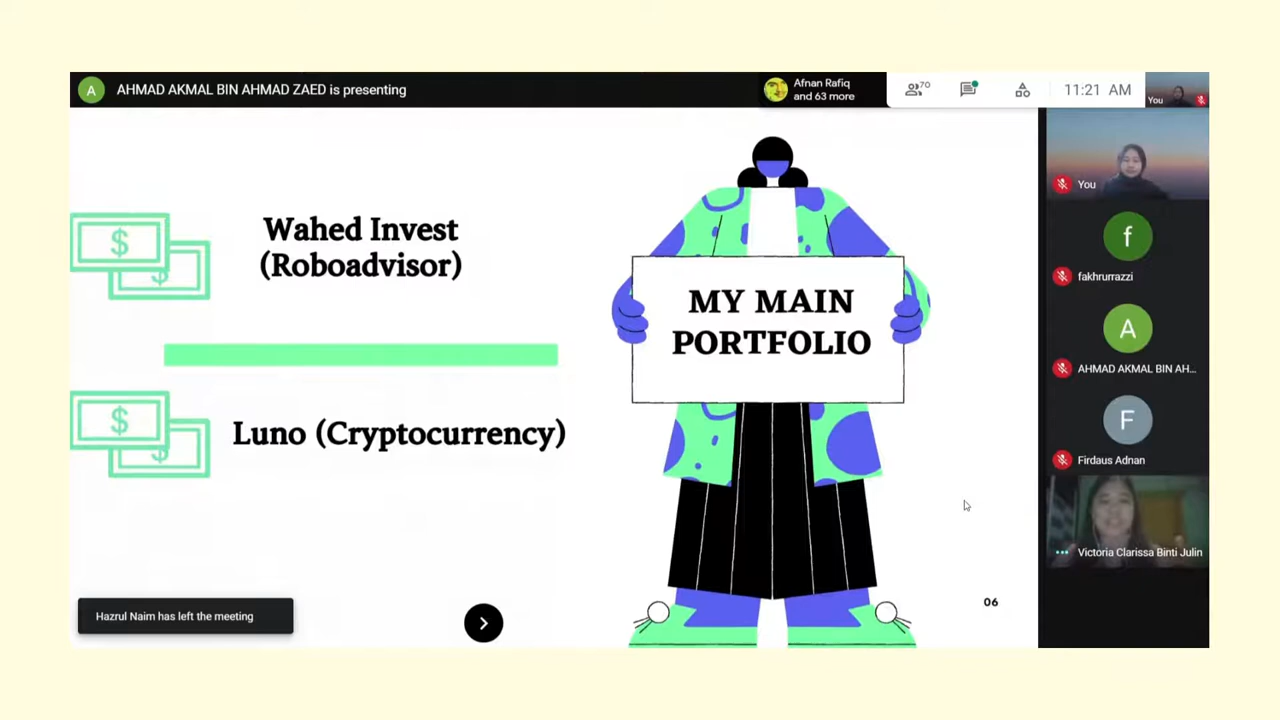 A
AHMAD AKMAL BIN AHMAD ZAED is presenting
Afnan Rafiq
and 63 more
70
11:21 AM
You
Wahed Invest
(Roboadvisor)
$
$
MY MAIN
PORTFOLIO
Luno (Cryptocurrency)
$
$
06
Hazrul Naim has left the meeting
You
f
fakhrurrazzi
A
AHMAD AKMAL BIN AH...
F
Firdaus Adnan
Victoria Clarissa Binti Julin